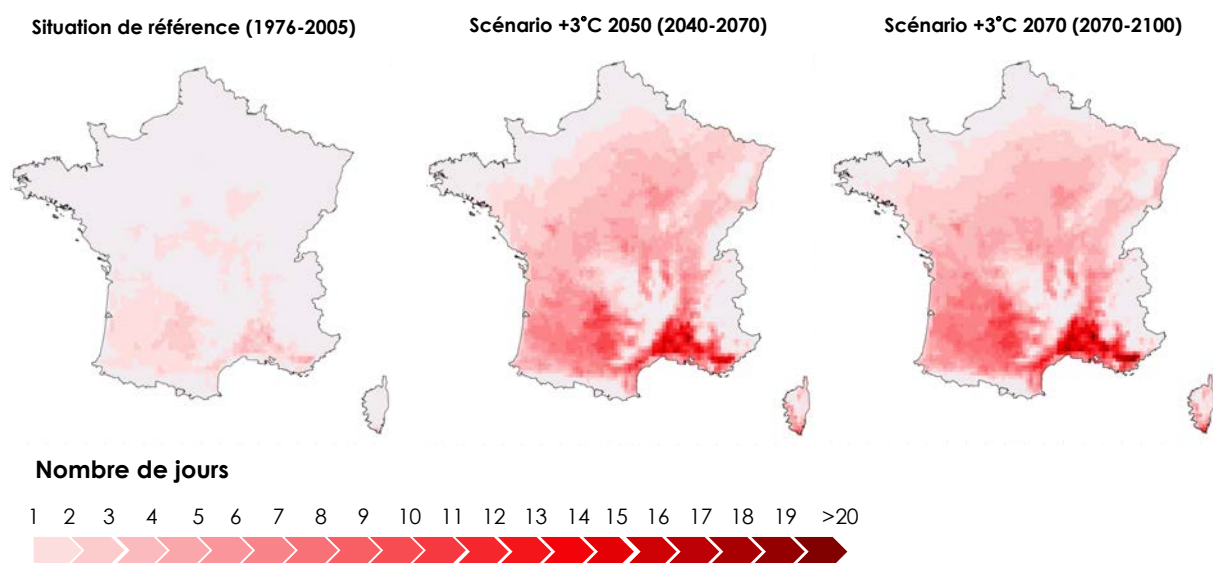 Situation de référence (1976-2005)
Scénario +3°C 2050 (2040-2070)
Scénario +3°C 2070 (2070-2100)
Nombre de jours
1 2 3 4 5 6 7 8 9 10 11 12 13 14 15 16 17 18 19 >20